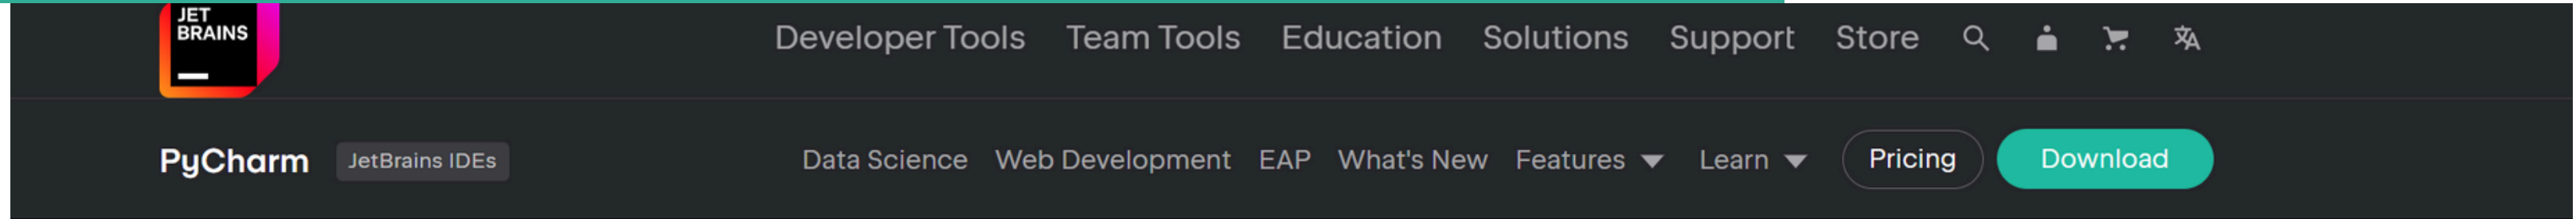 JET
BRAINS
Developer Tools Team Tools Education Solutions Support Store
PyCharm JetBrains IDEs Data Science Web Development EAP What's New Features Learn Pricing Download